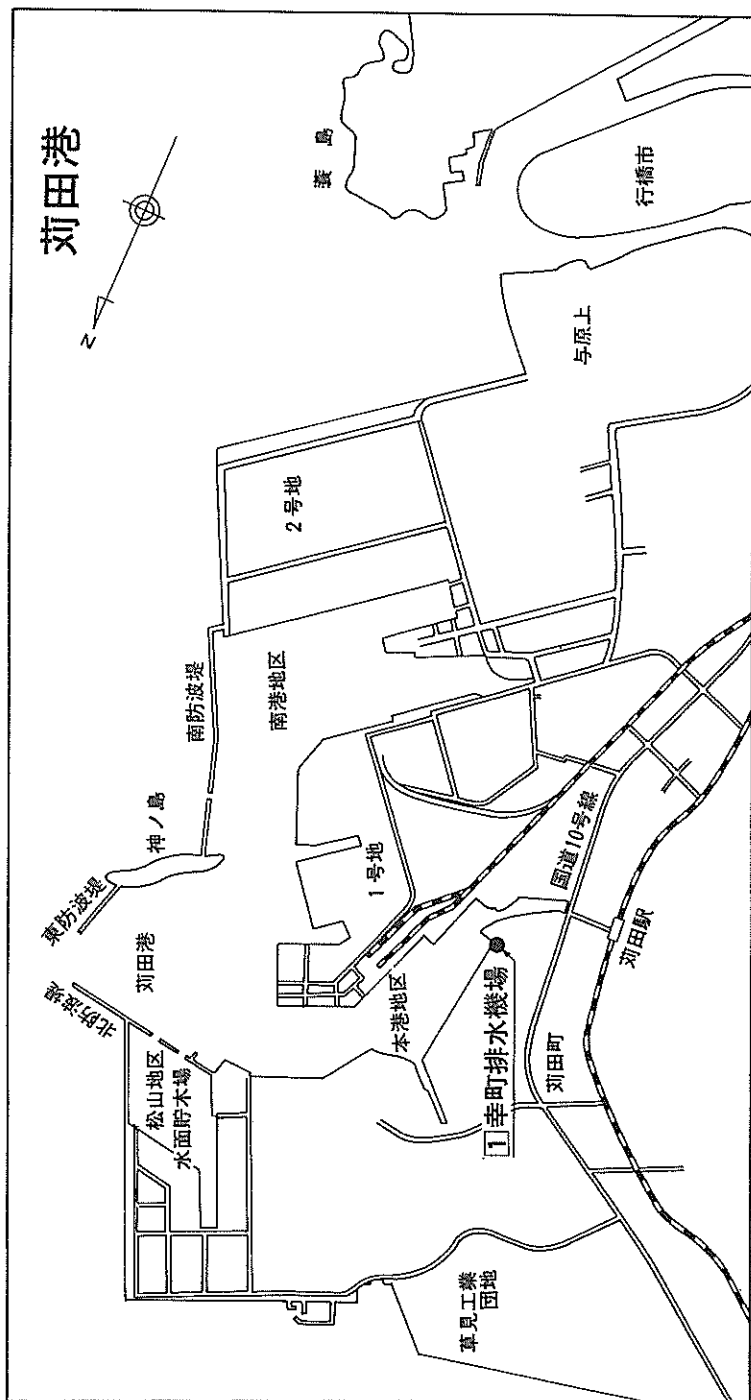 苅田港
N
蓑島
行橋市
与原上
2号地
南防波堤
南港地区
神ノ島
東防波堤
苅田港
北防波堤
1号地
国道10号線
苅田駅
本港地区
1 幸町排水機場
苅田町
松山地区
水面貯木場
草見工業
団地